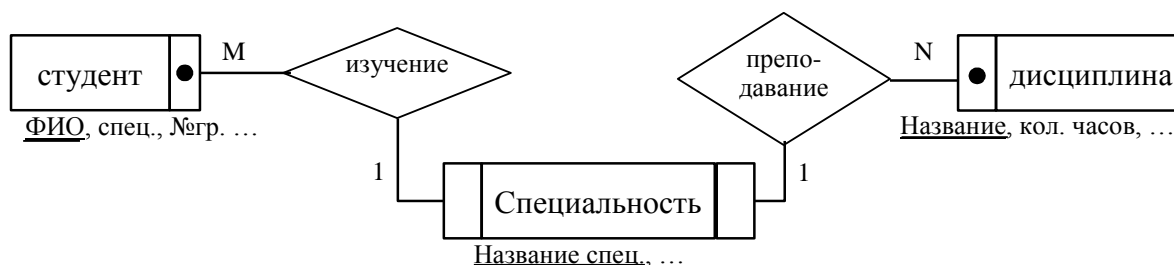 студент
M
изучение
препо-
давание
N
дисциплина
ФИО, спец., №гр. …
Название, кол. часов, …
1
Специальность
1
Название спец., …